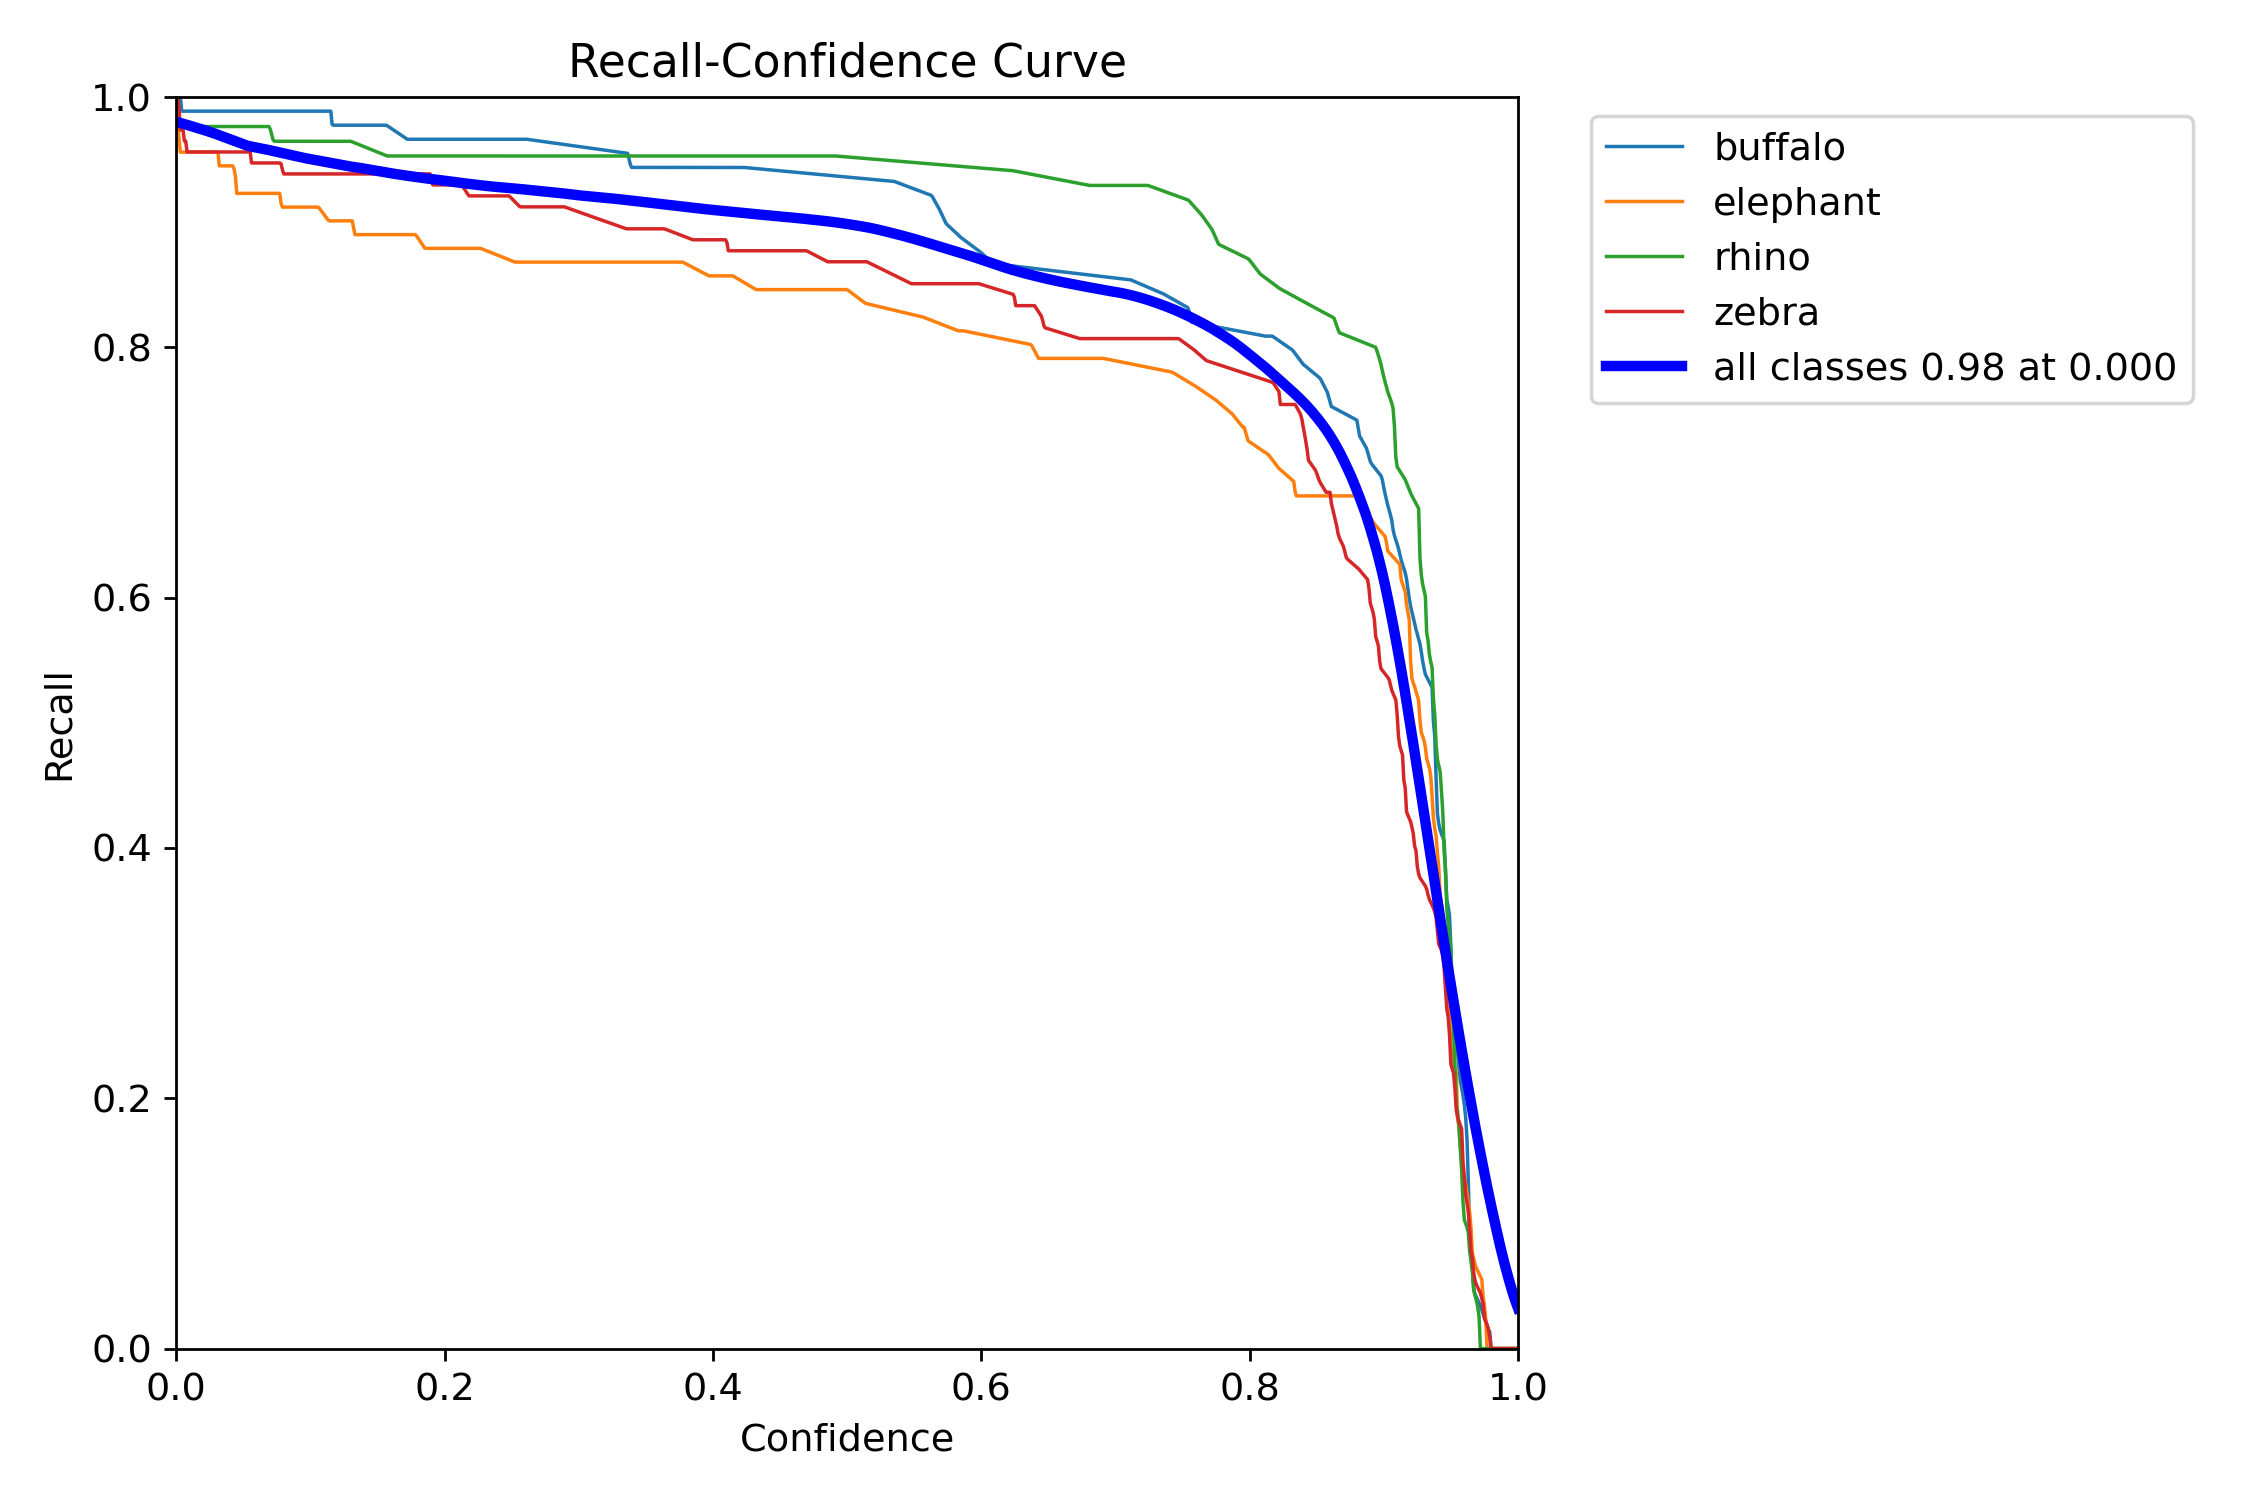 Recall-Confidence Curve
1.0
0.8
0.6
0.4
0.2
0.0
Recall
0.0 0.2 0.4 0.6 0.8 1.0
Confidence
buffalo
elephant
rhino
zebra
all classes 0.98 at 0.000